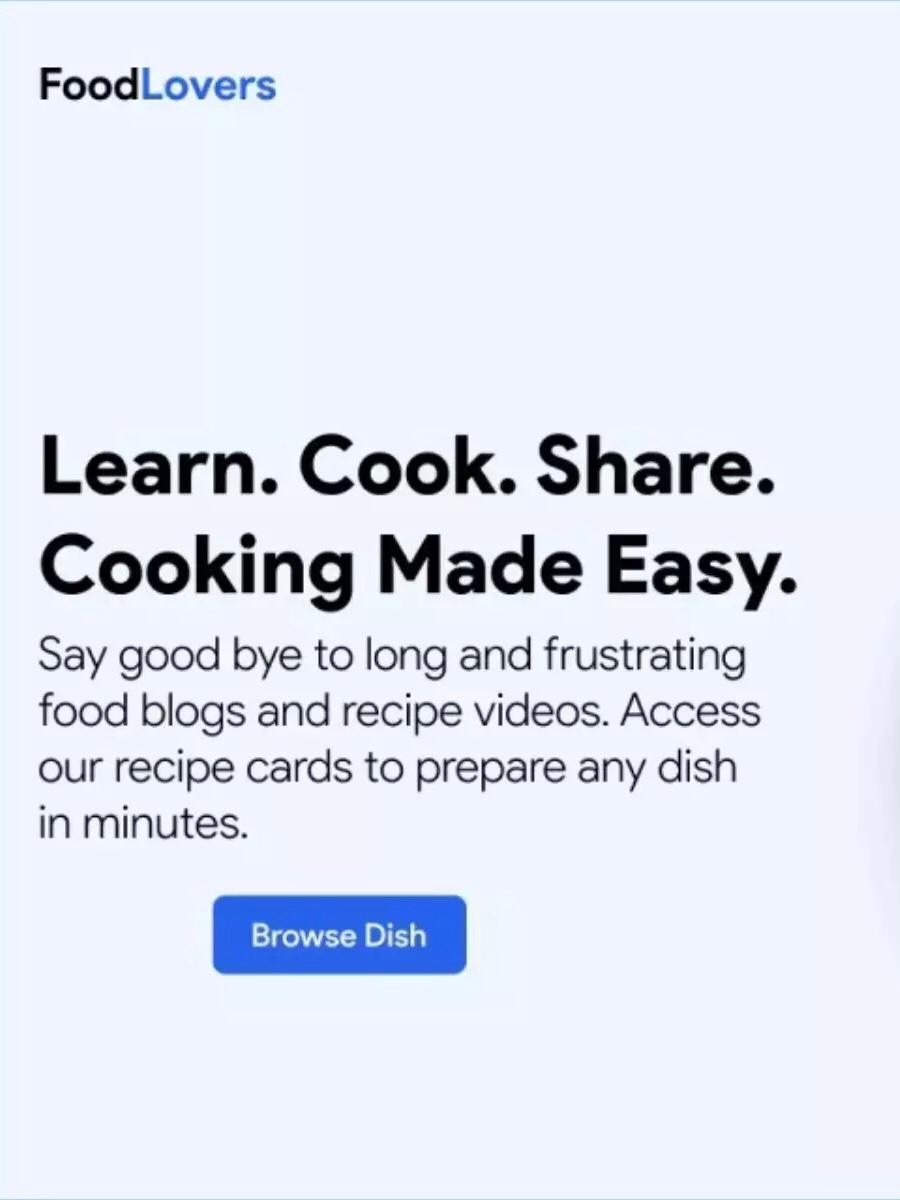 FoodLovers
Learn. Cook. Share.
Cooking Made Easy.
Say good bye to long and frustrating
food blogs and recipe videos. Access
our recipe cards to prepare any dish
in minutes.
Browse Dish